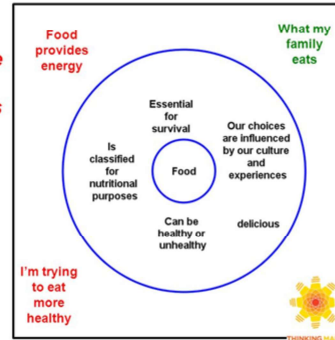 Food
provides
energy
What my
family
eats
Essential
for
survival
Our choices
are influenced
by our culture
and
experiences
Is
classified
for
nutritional
purposes
Food
Can be
healthy or
unhealthy
delicious
I'm trying
to eat
more
healthy